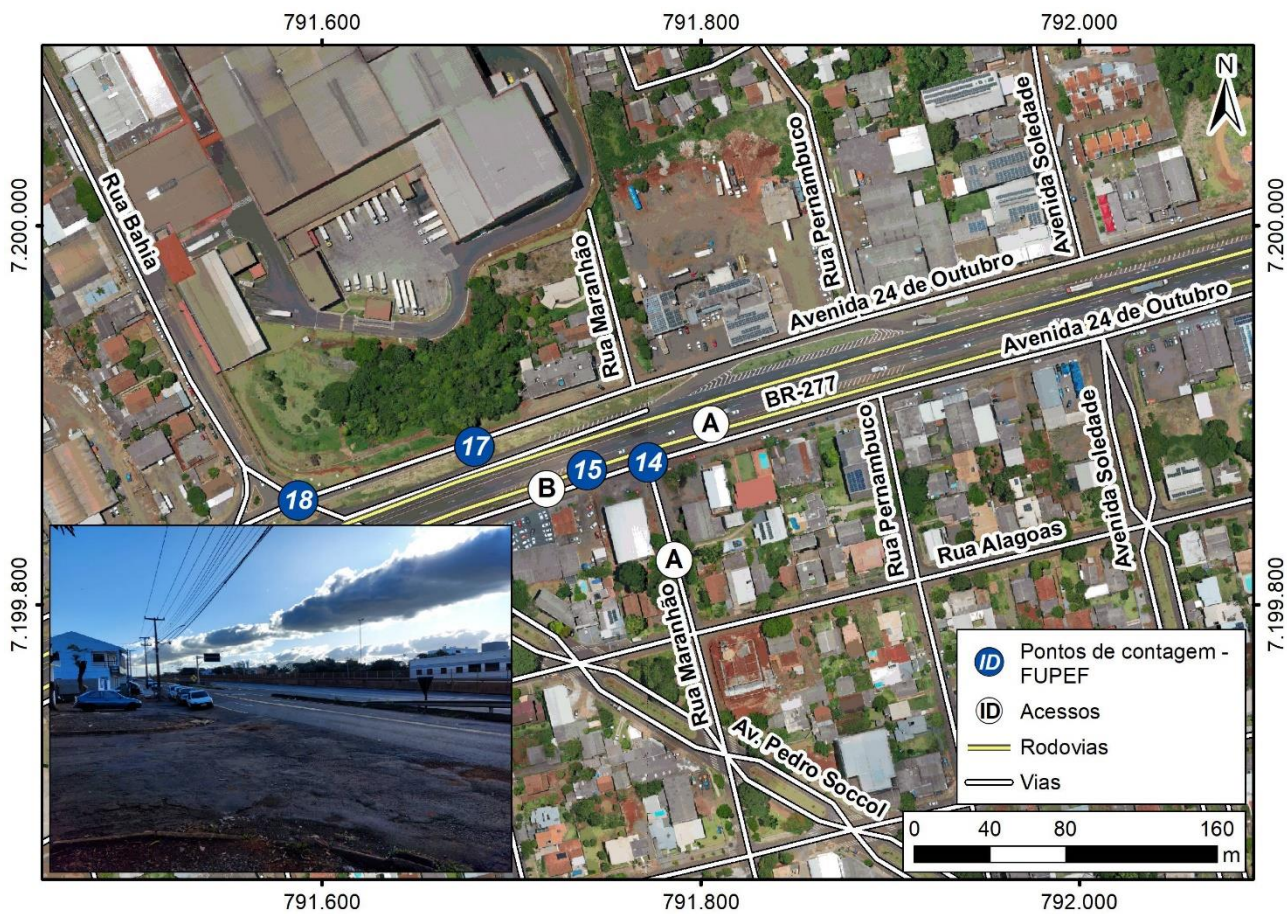 791.600
791.800
792.000
N
7.200.000
7.200.000
7.199.800
7.199.800
Rua Bahia
Rua Maranhão
Rua Pernambuco
Avenida Soledade
Avenida 24 de Outubro
Avenida 24 de Outubro
BR-277
A
17
15
14
18
B
A
Rua Pernambuco
Avenida Soledade
Rua Alagoas
Rua Maranhão
Av. Pedro Soccol
ID
Pontos de contagem -
FUPEF
ID
Acessos
Rodovias
Vias
0
40
80
160
m
791.600
791.800
792.000